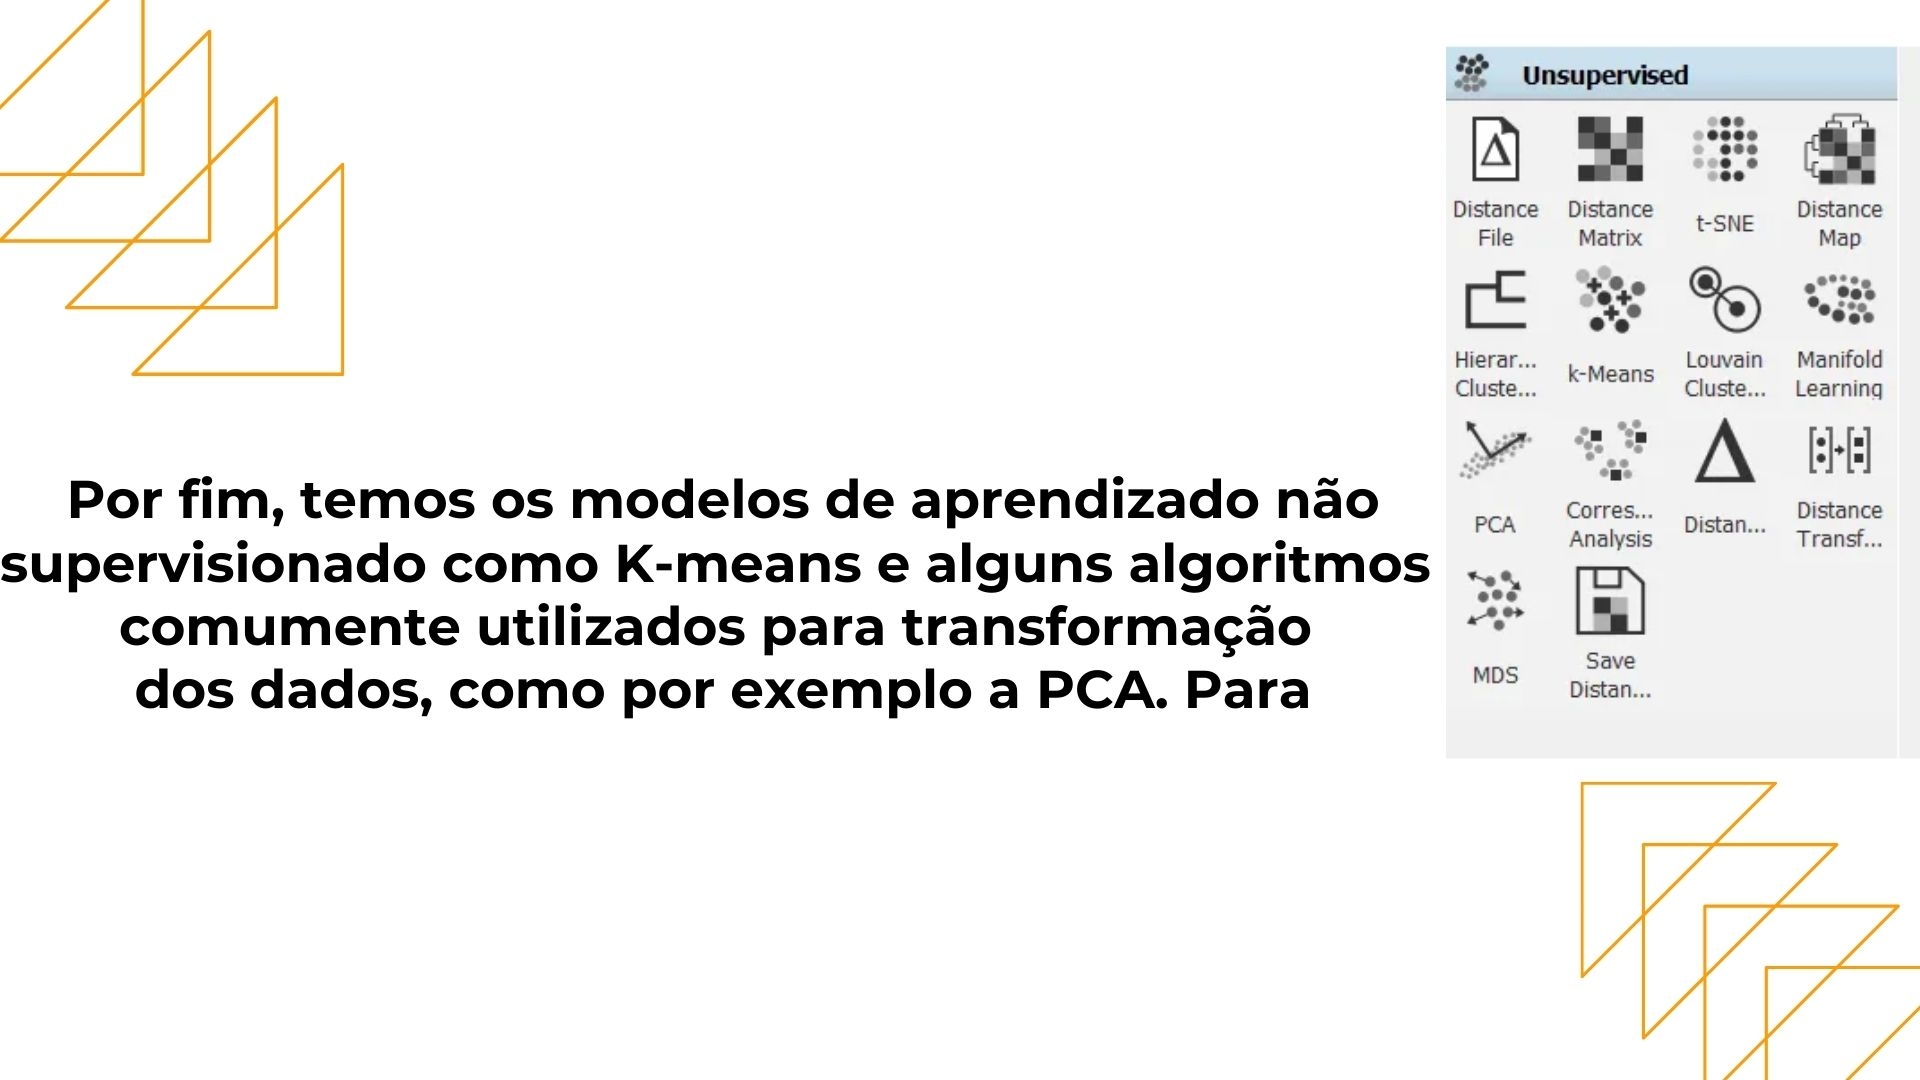 Por fim, temos os modelos de aprendizado não
supervisionado como K-means e alguns algoritmos
comumente utilizados para transformação
dos dados, como por exemplo a PCA. Para
Unsupervised
Distance File
Distance Matrix
t-SNE
Distance Map
Hierar... Cluste...
k-Means
Louvain Cluste...
Manifold Learning
PCA
Corres... Analysis
Distan...
Distance Transf...
MDS
Save Distan...